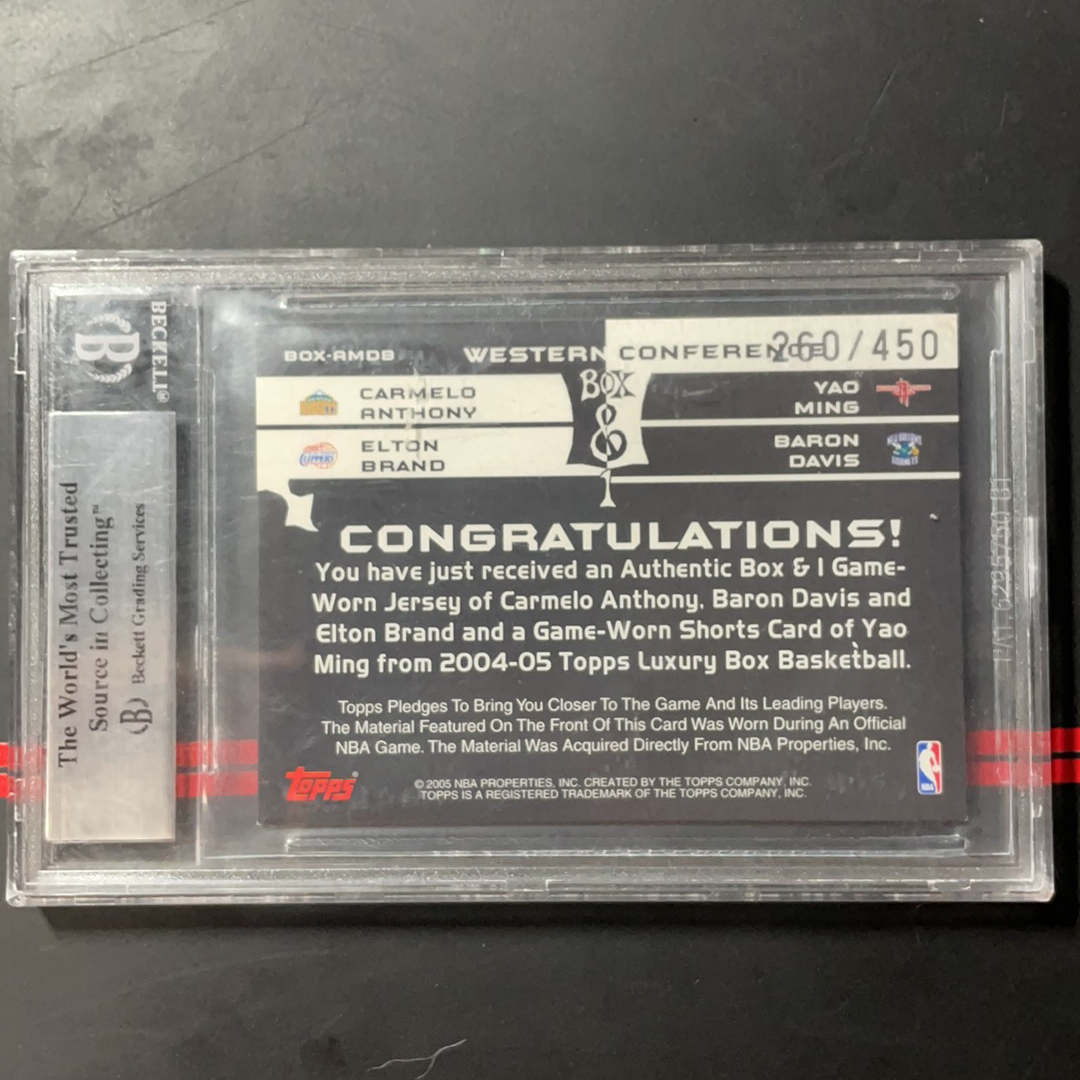 BECKETT®
B
The World's Most Trusted
Source in Collecting™
B Beckett Grading Services
BOX-AMDB
WESTERN CONFERENCE
260/450
CARMELO
ANTHONY
ELTON
BRAND
BOX
&
1
YAO
MING
BARON
DAVIS
CLIPPERS
CONGRATULATIONS!
You have just received an Authentic Box & 1 Game-
Worn Jersey of Carmelo Anthony, Baron Davis and
Elton Brand and a Game-Worn Shorts Card of Yao
Ming from 2004-05 Topps Luxury Box Basketball.
Topps Pledges To Bring You Closer To The Game And Its Leading Players.
The Material Featured On The Front Of This Card Was Worn During An Official
NBA Game. The Material Was Acquired Directly From NBA Properties, Inc.
topps®
© 2005 NBA PROPERTIES, INC. CREATED BY THE TOPPS COMPANY, INC.
TOPPS IS A REGISTERED TRADEMARK OF THE TOPPS COMPANY, INC.
NBA